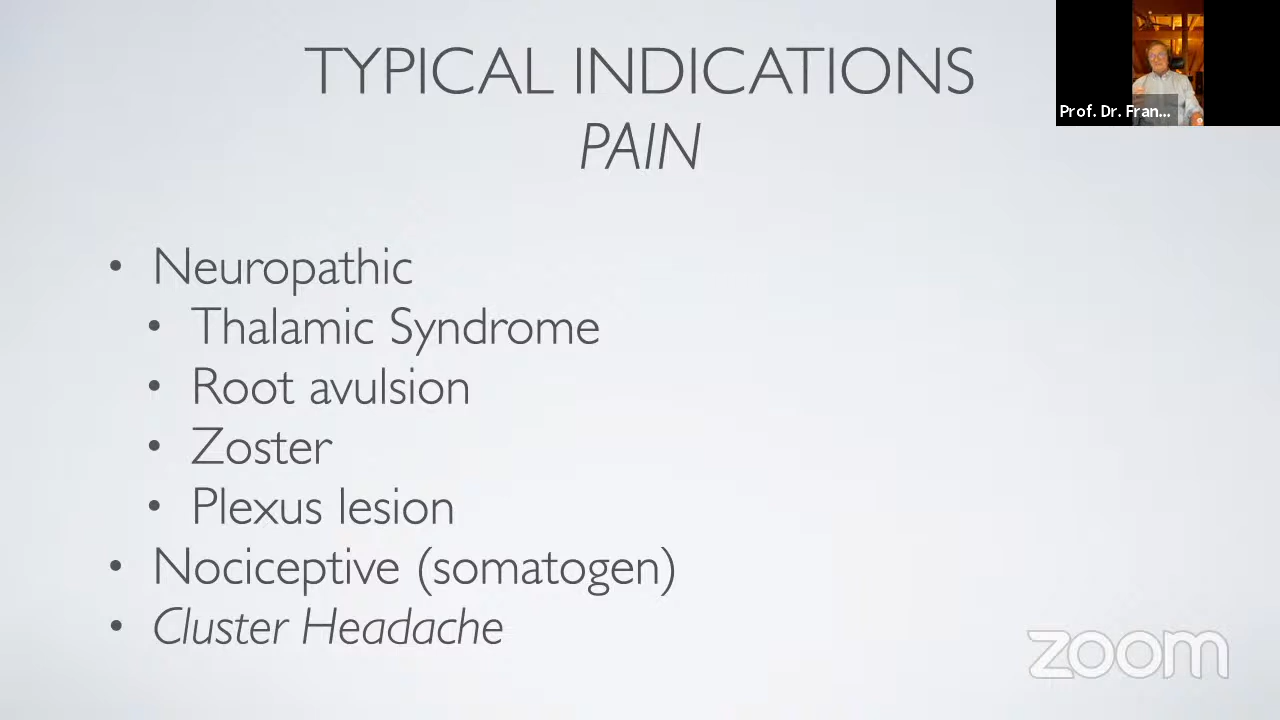 TYPICAL INDICATIONS
PAIN
Prof. Dr. Fran...
• Neuropathic
• Thalamic Syndrome
• Root avulsion
• Zoster
• Plexus lesion
• Nociceptive (somatogen)
• Cluster Headache
zoom